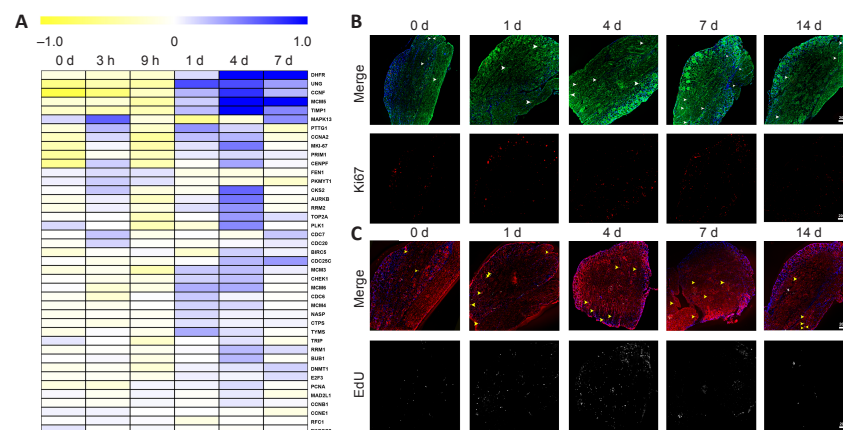 A
−1.0 0 1.0
0 d 3 h 9 h 1 d 4 d 7 d
DHFR
UNG
CCNF
MCM5
TIMP1
MAPK13
PTTG1
CCNA2
MKI-67
PRIM1
CENPF
FEN1
PKMYT1
CKS2
AURKB
RRM2
TOP2A
PLK1
CDC7
CDC20
BIRC5
CDC25C
MCM3
CHEK1
MCM6
CDC6
MCM4
NASP
CTPS
TYMS
TRIP
RRM1
BUB1
DNMT1
E2F3
PCNA
MAD2L1
CCNB1
CCNE1
RFC1
B
0 d 1 d 4 d 7 d 14 d
Merge
Ki67
C
0 d 1 d 4 d 7 d 14 d
Merge
EdU